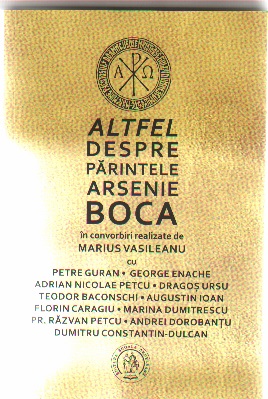 A Ω
ALTFEL
DESPRE
PĂRINTELE
ARSENIE
BOCA
în convorbiri realizate de
MARIUS VASILEANU
cu
PETRE GURAN • GEORGE ENACHE
ADRIAN NICOLAE PETCU • DRAGOȘ URSU
TEODOR BACONSCHI • AUGUSTIN IOAN
FLORIN CARAGIU • MARINA DUMITRESCU
PR. RĂZVAN PETCU • ANDREI DOROBANȚU
DUMITRU CONSTANTIN-DULCAN